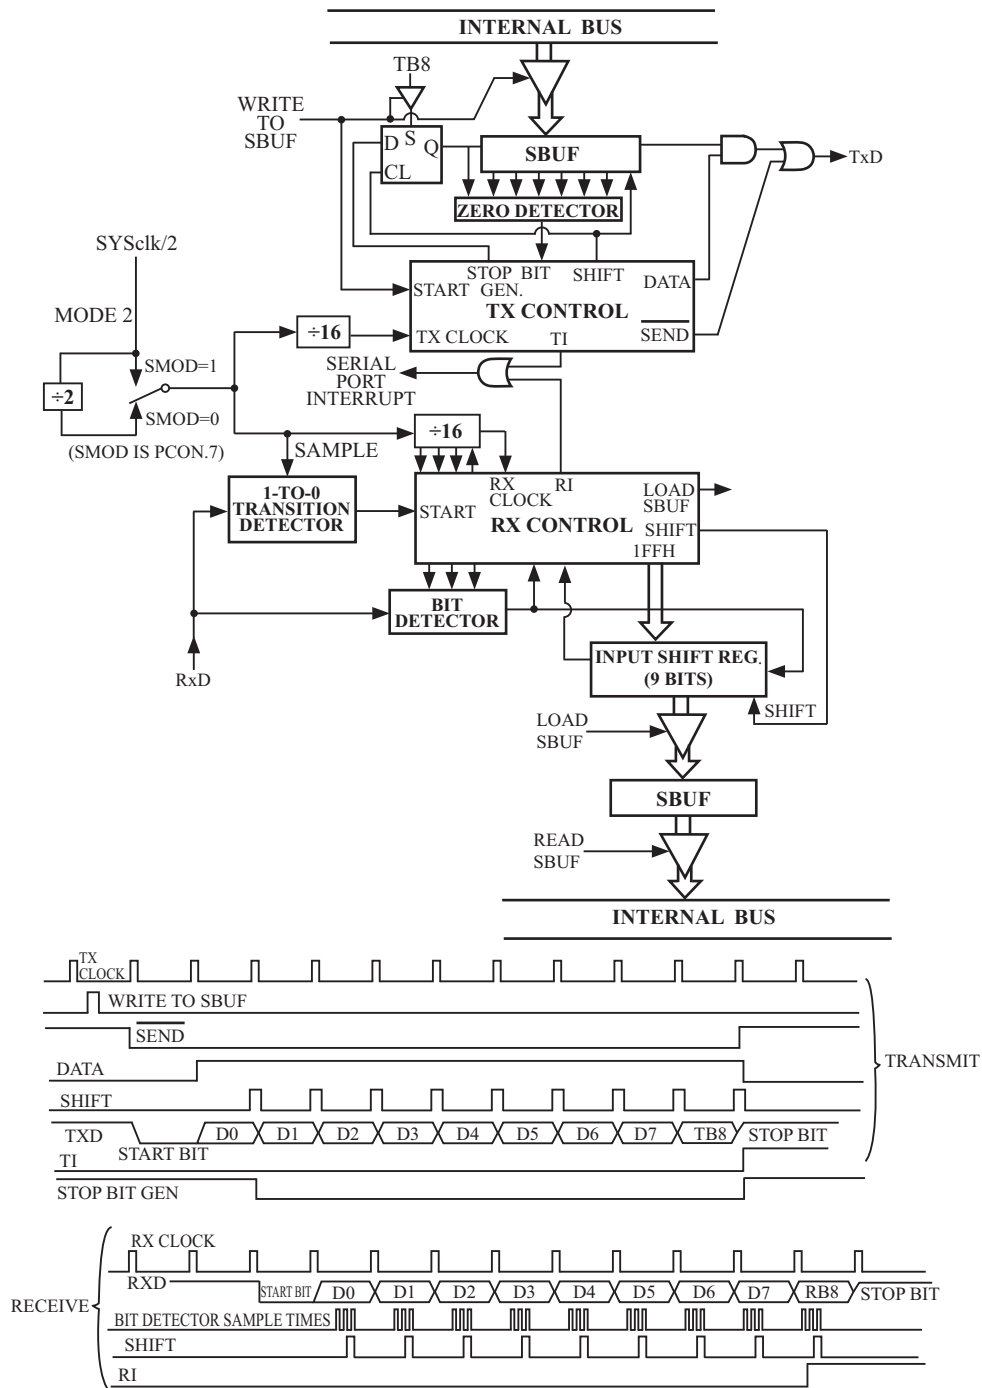 INTERNAL BUS
TB8
WRITE
TO
SBUF
D
S
Q
CL
SBUF
TxD
ZERO DETECTOR
SYSclk/2
STOP BIT
GEN.
SHIFT
START
DATA
TX CONTROL
MODE 2
÷16
TX CLOCK
TI
SEND
SERIAL
PORT
INTERRUPT
SMOD=1
÷2
SMOD=0
(SMOD IS PCON.7)
SAMPLE
÷16
1-TO-0
TRANSITION
DETECTOR
START
RX
CLOCK
RI
LOAD
SBUF
RX CONTROL
SHIFT
1FFH
BIT
DETECTOR
RxD
INPUT SHIFT REG.
(9 BITS)
SHIFT
LOAD
SBUF
SBUF
READ
SBUF
INTERNAL BUS
TX
CLOCK
WRITE TO SBUF
SEND
DATA
TRANSMIT
SHIFT
TXD
START BIT
D0 D1 D2 D3 D4 D5 D6 D7 TB8
STOP BIT
TI
STOP BIT GEN
RX CLOCK
RXD
START BIT
D0 D1 D2 D3 D4 D5 D6 D7 RB8
STOP BIT
RECEIVE
BIT DETECTOR SAMPLE TIMES
SHIFT
RI